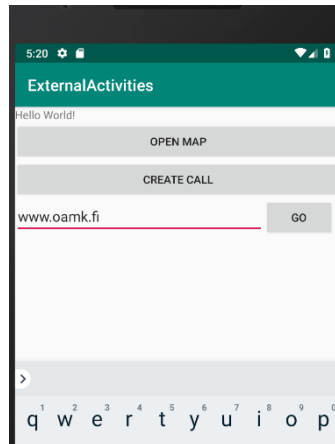 5:20
ExternalActivities
Hello World!
OPEN MAP
CREATE CALL
www.oamk.fi GO
1 2 3 4 5 6 7 8 9 0
q w e r t y u i o p